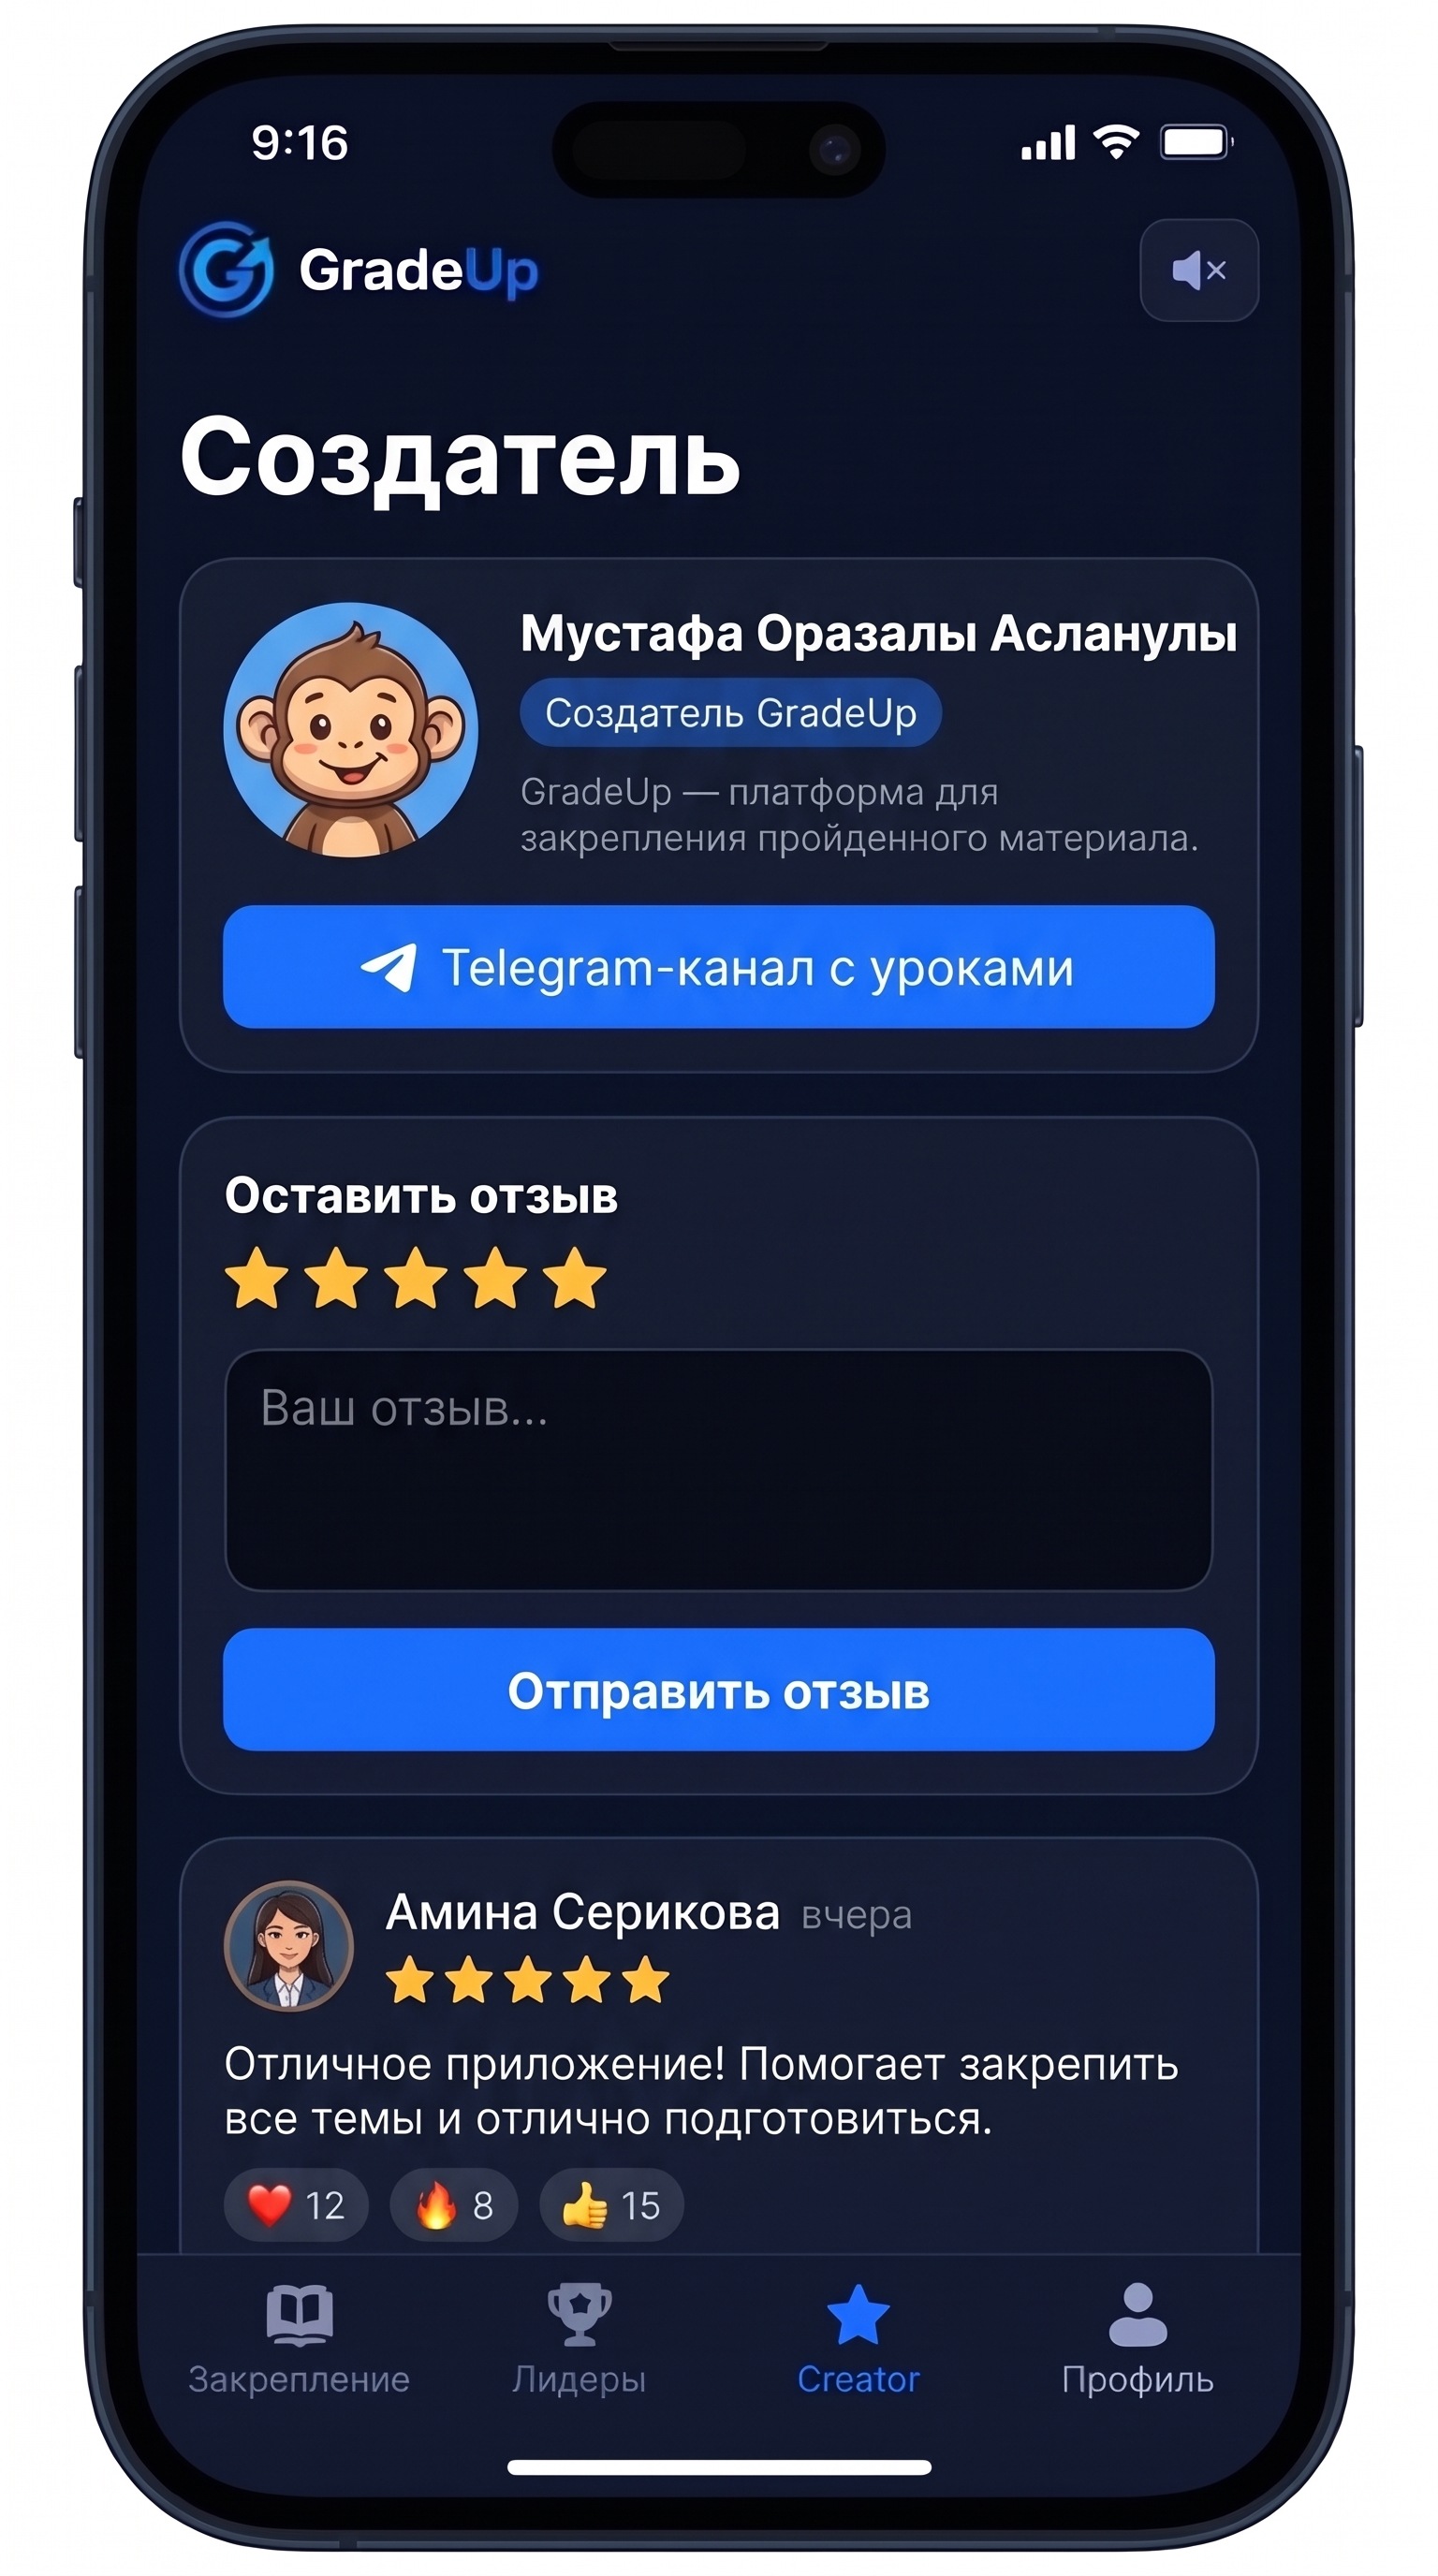 9:16
GradeUp
Создатель
Мустафа Оразалы Асланулы
Создатель GradeUp
GradeUp — платформа для
закрепления пройденного материала.
Telegram-канал с уроками
Оставить отзыв
Ваш отзыв...
Отправить отзыв
Амина Серикова вчера
Отличное приложение! Помогает закрепить
все темы и отлично подготовиться.
12 8 15
Закрепление Лидеры Creator Профиль